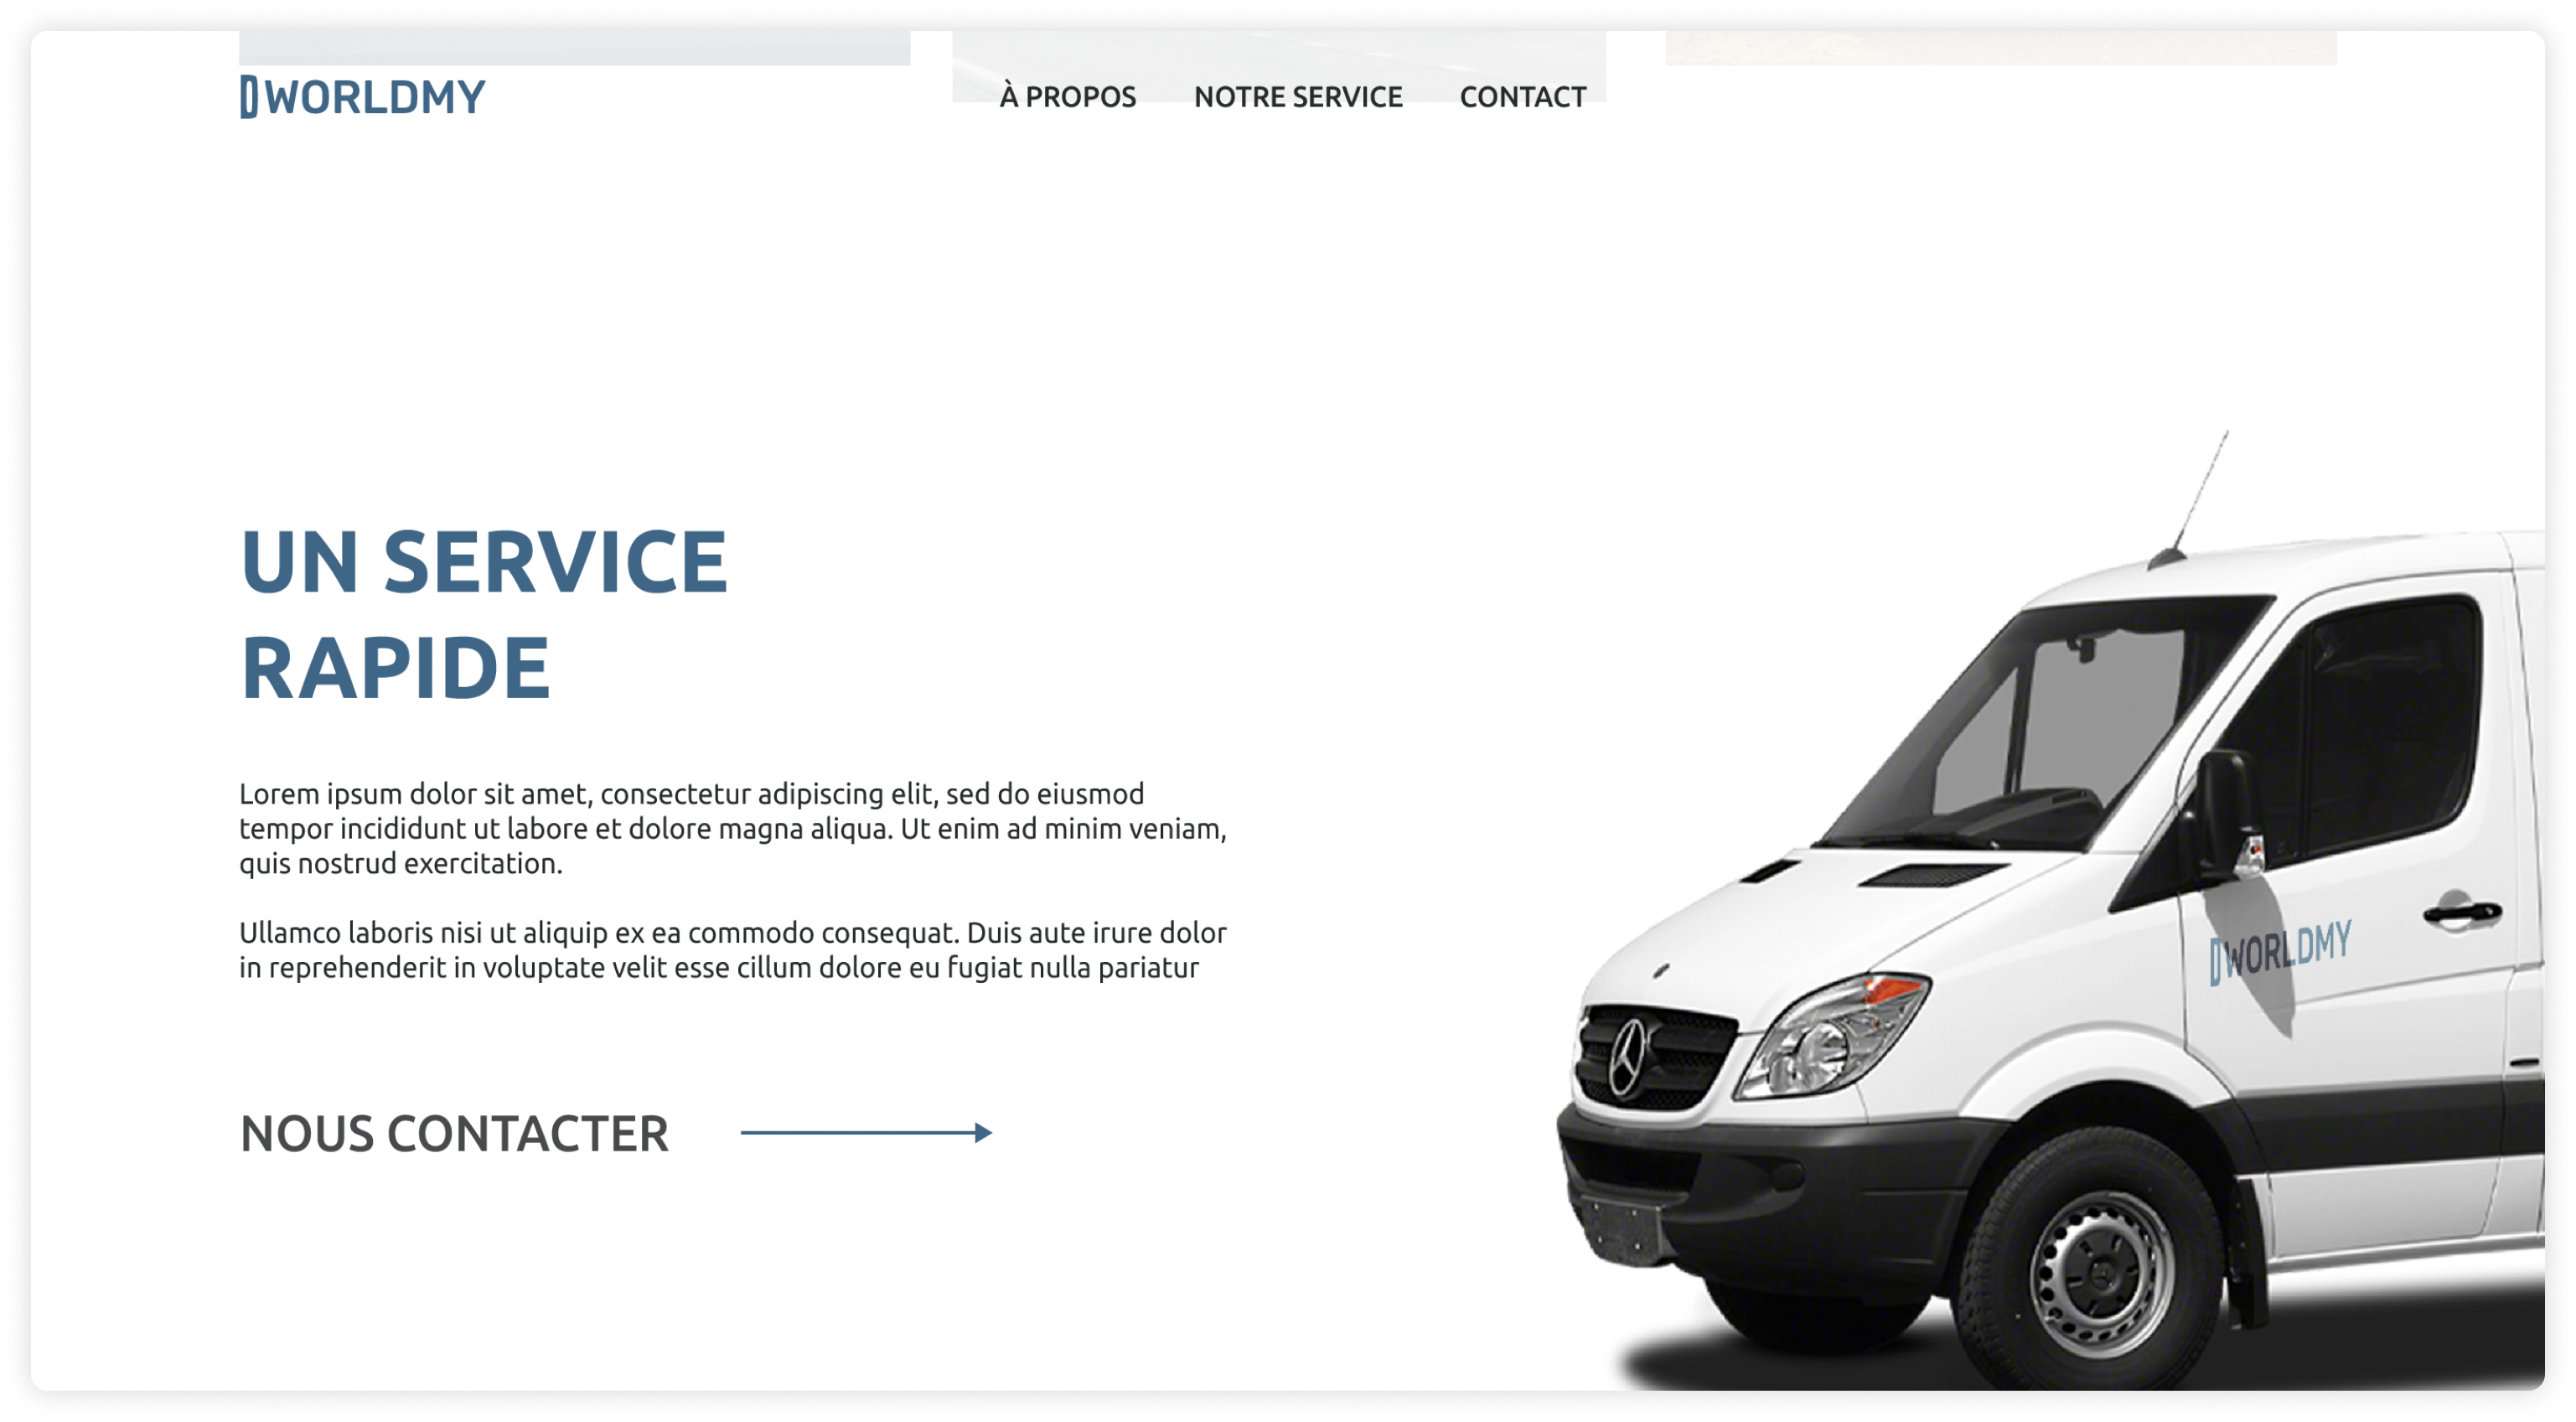 WORLDMY
À PROPOS NOTRE SERVICE CONTACT
UN SERVICE
RAPIDE
Lorem ipsum dolor sit amet, consectetur adipiscing elit, sed do eiusmod
tempor incididunt ut labore et dolore magna aliqua. Ut enim ad minim veniam,
quis nostrud exercitation.
Ullamco laboris nisi ut aliquip ex ea commodo consequat. Duis aute irure dolor
in reprehenderit in voluptate velit esse cillum dolore eu fugiat nulla pariatur
NOUS CONTACTER
WORLDMY